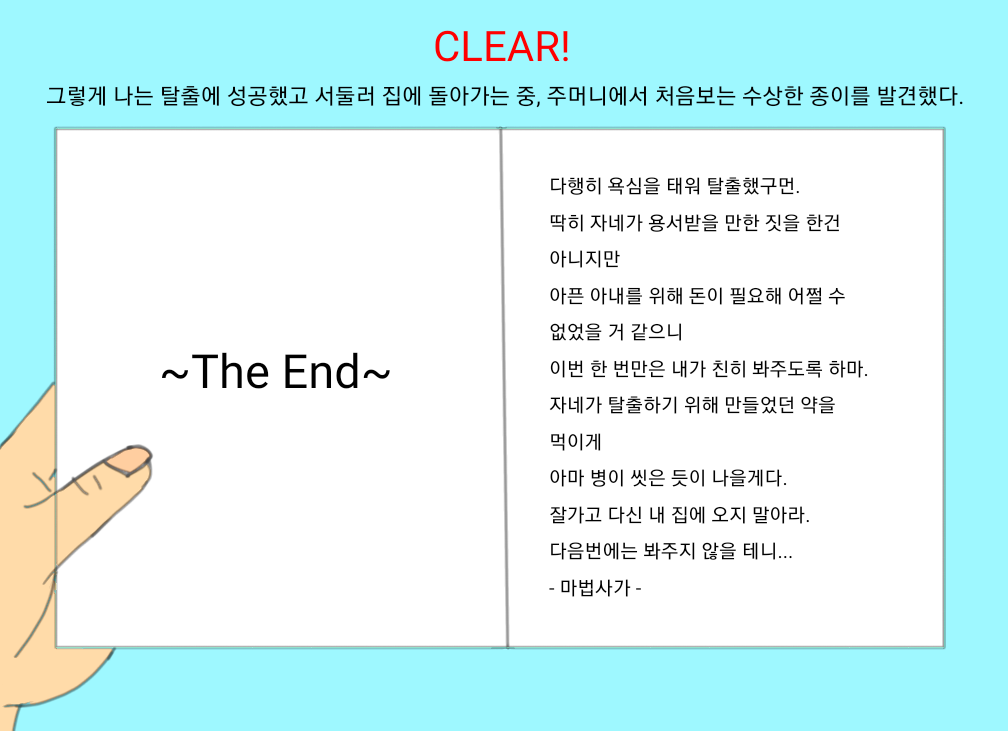 CLEAR!
그렇게 나는 탈출에 성공했고 서둘러 집에 돌아가는 중, 주머니에서 처음보는 수상한 종이를 발견했다.
~The End~
다행히 욕심을 태워 탈출했구먼.
딱히 자네가 용서받을 만한 짓을 한건
아니지만
아픈 아내를 위해 돈이 필요해 어쩔 수
없었을 거 같으니
이번 한 번만은 내가 친히 봐주도록 하마.
자네가 탈출하기 위해 만들었던 약을
먹이게
아마 병이 씻은 듯이 나을게다.
잘가고 다신 내 집에 오지 말아라.
다음번에는 봐주지 않을 테니...
- 마법사가 -